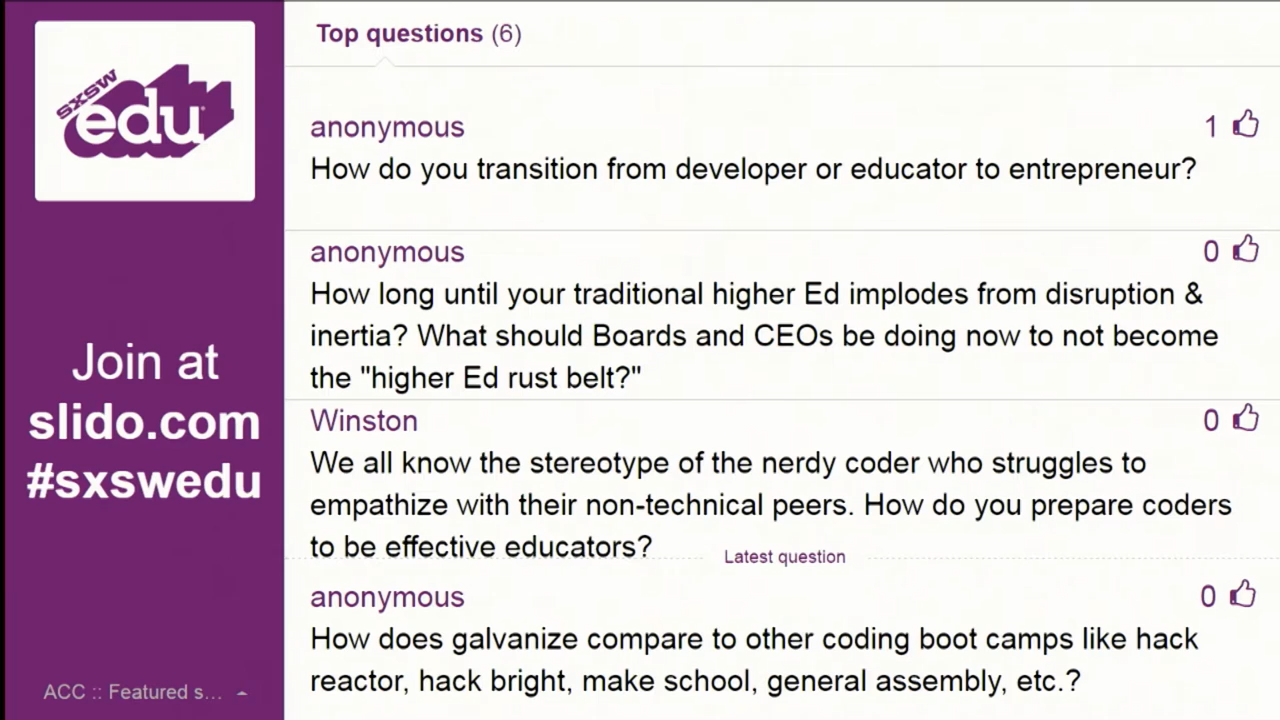 SXSW
edu
Join at
slido.com
#sxswedu
ACC :: Featured s...
Top questions (6)
anonymous
1
How do you transition from developer or educator to entrepreneur?
anonymous
0
How long until your traditional higher Ed implodes from disruption &
inertia? What should Boards and CEOs be doing now to not become
the "higher Ed rust belt?"
Winston
0
We all know the stereotype of the nerdy coder who struggles to
empathize with their non-technical peers. How do you prepare coders
to be effective educators?
Latest question
anonymous
0
How does galvanize compare to other coding boot camps like hack
reactor, hack bright, make school, general assembly, etc.?